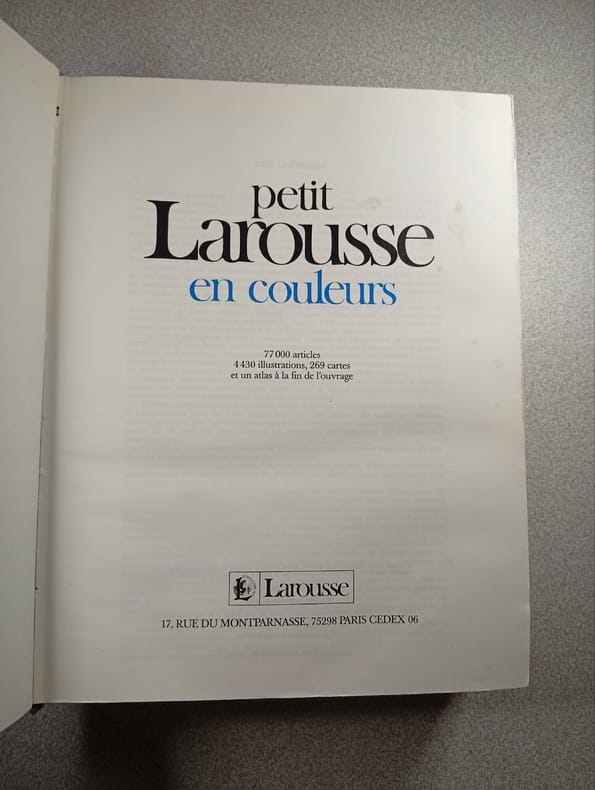 petit
Larousse
en couleurs
77 000 articles
4 430 illustrations, 269 cartes
et un atlas à la fin de l'ouvrage
Larousse
17, RUE DU MONTPARNASSE, 75298 PARIS CEDEX 06